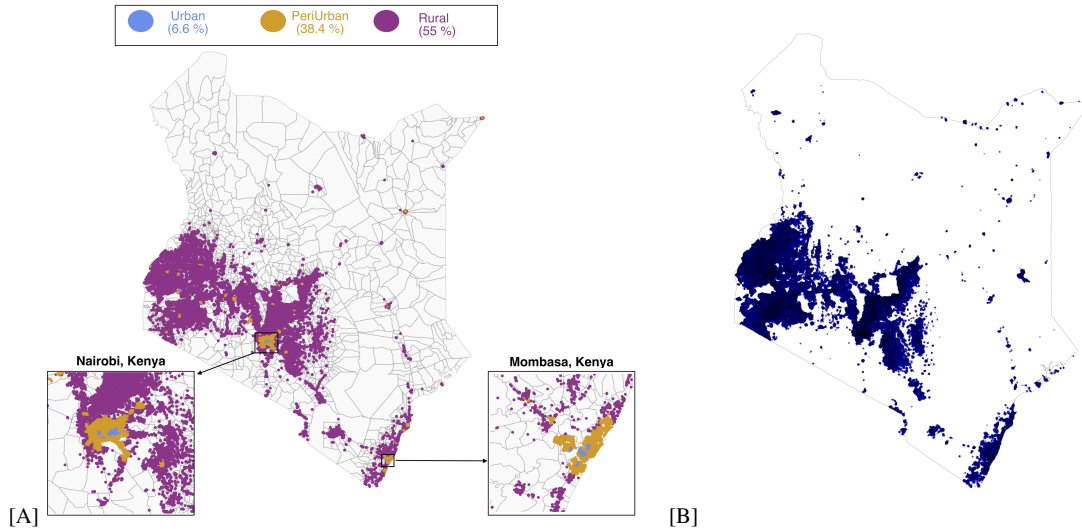 Urban
(6.6 %)
PeriUrban
(38.4 %)
Rural
(55 %)
Nairobi, Kenya
Mombasa, Kenya
[A]
[B]